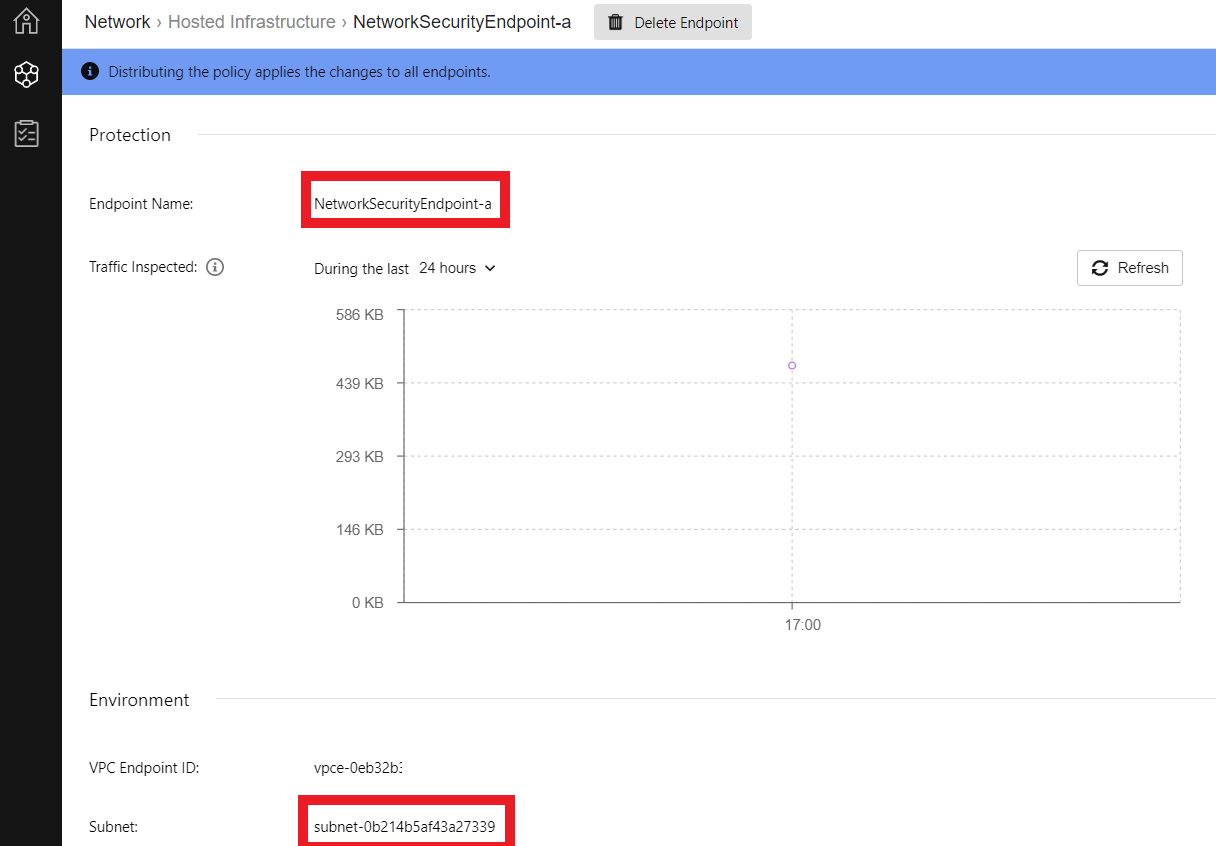 Network › Hosted Infrastructure › NetworkSecurityEndpoint-a Delete Endpoint
Distributing the policy applies the changes to all endpoints.
Protection
Endpoint Name: NetworkSecurityEndpoint-a
Traffic Inspected: During the last 24 hours Refresh
586 KB
439 KB
293 KB
146 KB
0 KB
17:00
Environment
VPC Endpoint ID: vpce-0eb32b
Subnet: subnet-0b214b5af43a27339